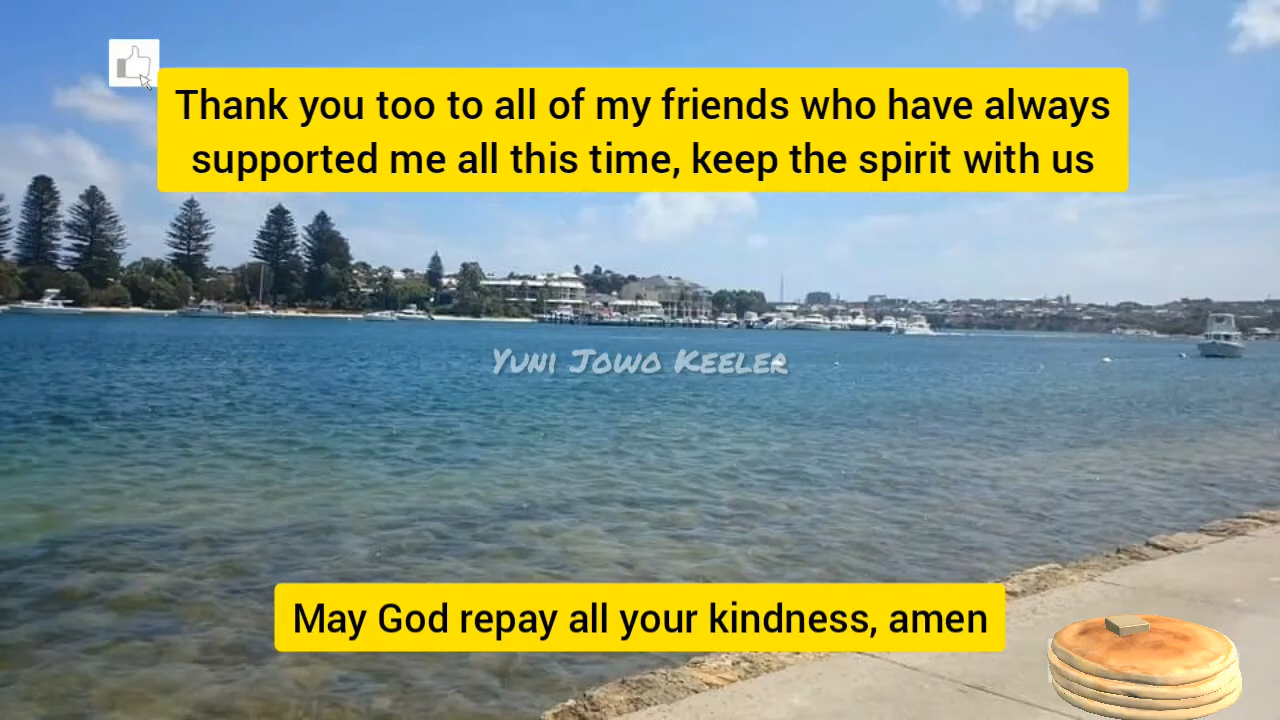 Thank you too to all of my friends who have always
supported me all this time, keep the spirit with us
Yuni Jowo Keeler
May God repay all your kindness, amen